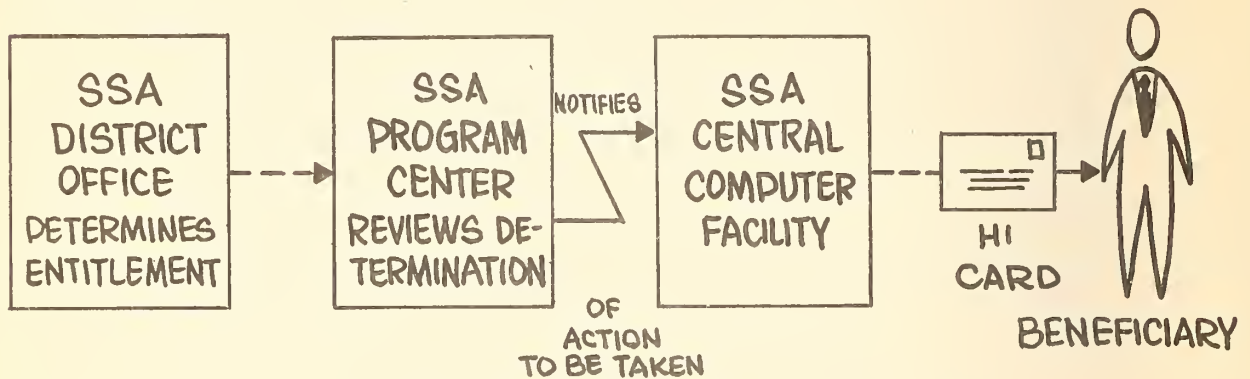 SSA
DISTRICT
OFFICE
DETERMINES
ENTITLEMENT
SSA
PROGRAM
CENTER
REVIEWS DE-
TERMINATION
NOTIFIES
OF
ACTION
TO BE TAKEN
SSA
CENTRAL
COMPUTER
FACILITY
HI
CARD
BENEFICIARY